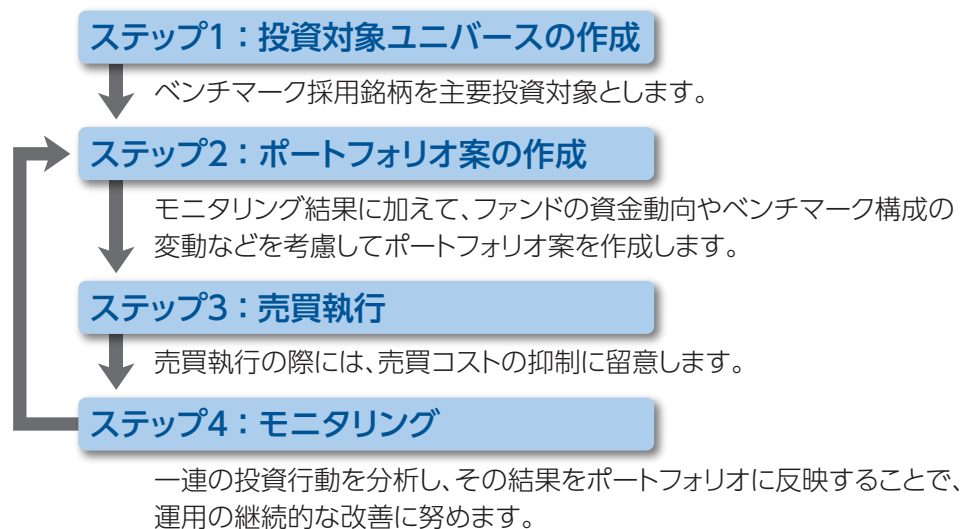 ステップ1：投資対象ユニバースの作成
ベンチマーク採用銘柄を主要投資対象とします。
ステップ2：ポートフォリオ案の作成
モニタリング結果に加えて、ファンドの資金動向やベンチマーク構成の
変動などを考慮してポートフォリオ案を作成します。
ステップ3：売買執行
売買執行の際には、売買コストの抑制に留意します。
ステップ4：モニタリング
一連の投資行動を分析し、その結果をポートフォリオに反映することで、
運用の継続的な改善に努めます。